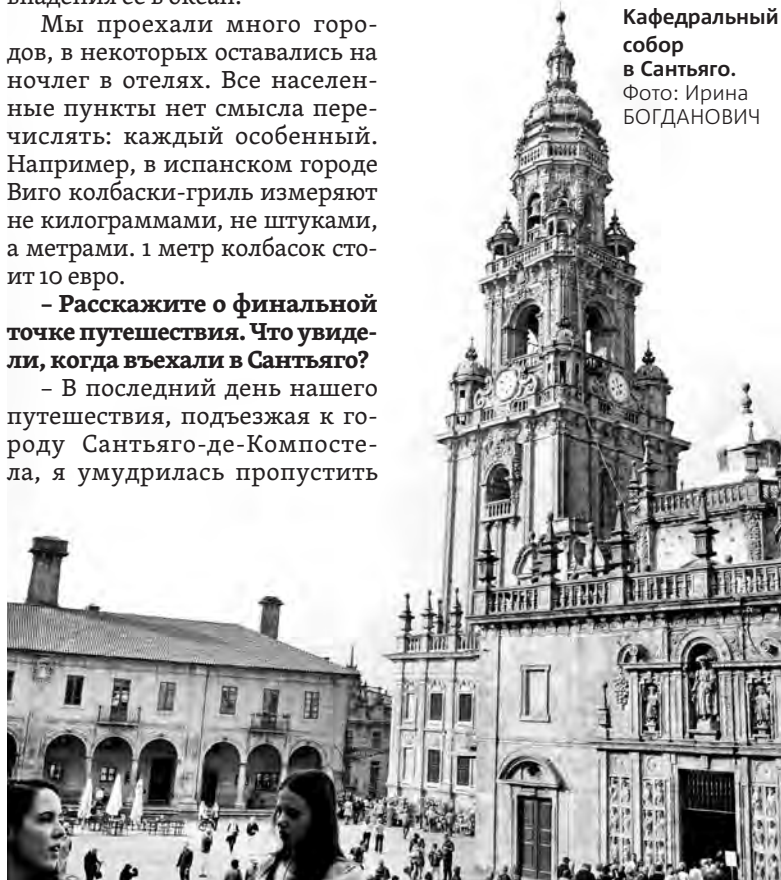 впадения ее в океан.
Мы проехали много горо-
дов, в некоторых оставались на
ночлег в отелях. Все населен-
ные пункты нет смысла пере-
числять: каждый особенный.
Например, в испанском городе
Виго колбаски-гриль измеряют
не килограммами, не штуками,
а метрами. 1 метр колбасок сто-
ит 10 евро.
– Расскажите о финальной
точке путешествия. Что увиде-
ли, когда въехали в Сантьяго?
– В последний день нашего
путешествия, подъезжая к го-
роду Сантьяго-де-Компосте-
ла, я умудрилась пропустить
Кафедральный
собор
в Сантьяго.
Фото: Ирина
БОГДАНОВИЧ